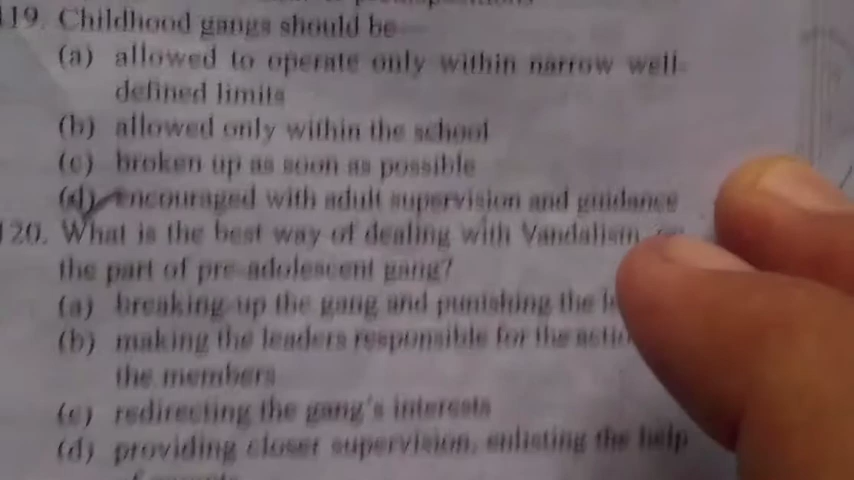 119. Childhood gangs should be—
(a) allowed to operate only within narrow well-
defined limits
(b) allowed only within the school
(c) broken up as soon as possible
(d) encouraged with adult supervision and guidance
120. What is the best way of dealing with Vandalism
the part of pre-adolescent gang?
(a) breaking up the gang and punishing the
(b) making the leaders responsible for the
the members
(c) redirecting the gang's interests
(d) providing closer supervision, enlisting the help